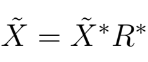 X̃ = X̃*R*